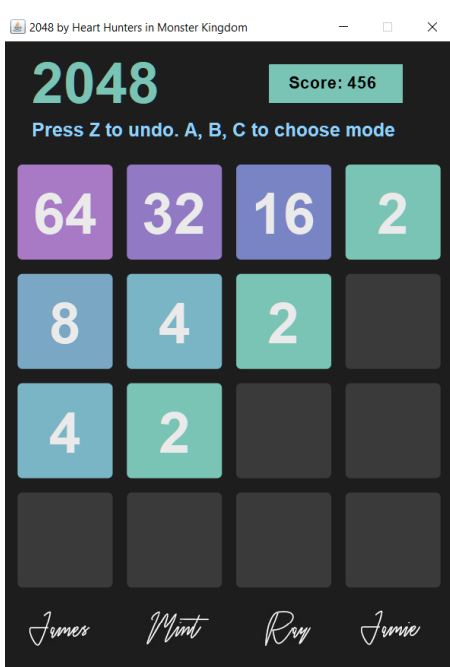 2048 by Heart Hunters in Monster Kingdom
2048
Score: 456
Press Z to undo. A, B, C to choose mode
64 32 16 2
8 4 2
4 2
James Mint Ray Jamie